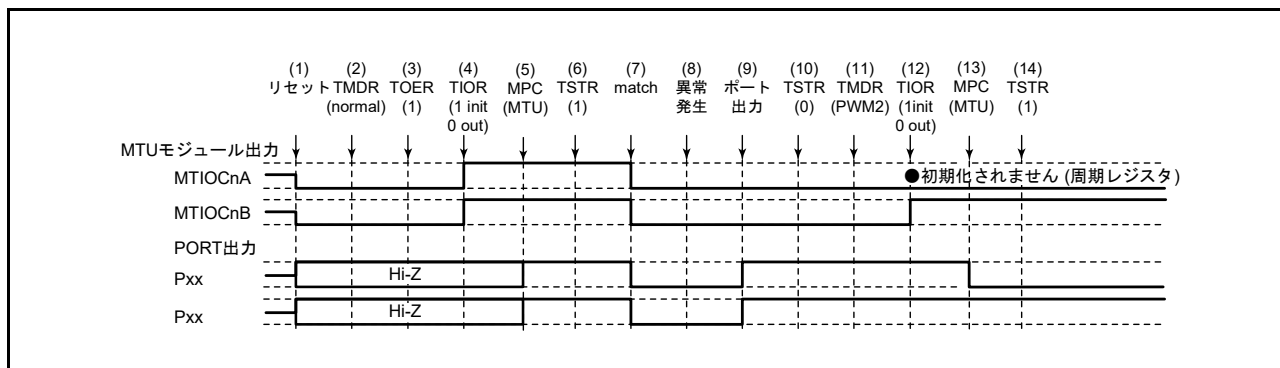 (1) (2) (3) (4) (5) (6) (7) (8) (9) (10) (11) (12) (13) (14)
リセット TMDR TOER TIOR MPC TSTR match 異常 ポート TSTR TMDR TIOR MPC TSTR
(normal) (1) (1 init (MTU) (1) 発生 出力 (0) (PWM2) (1init (MTU) (1)
0 out) 0 out)
MTUモジュール出力
MTIOCnA ●初期化されません (周期レジスタ)
MTIOCnB
PORT出力
Pxx Hi-Z
Pxx Hi-Z